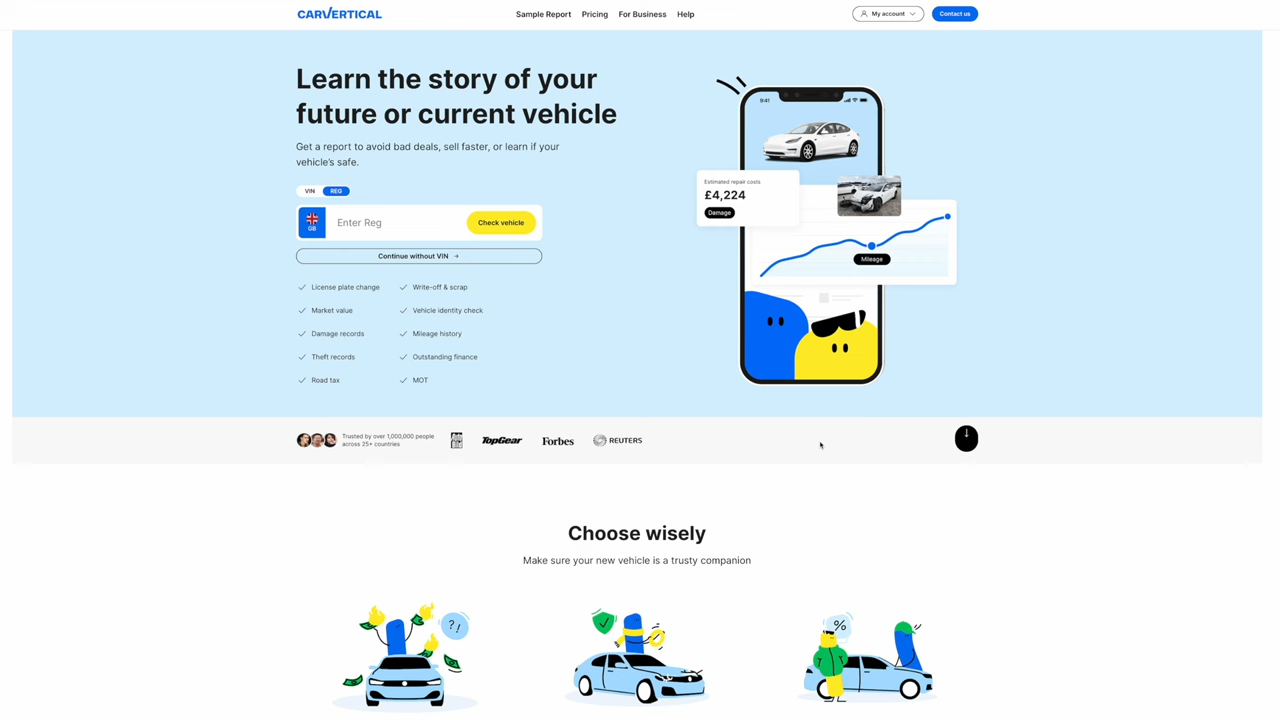 CARVERTICAL
Sample Report
Pricing
For Business
Help
My account
Contact us
Learn the story of your
future or current vehicle
Get a report to avoid bad deals, sell faster, or learn if your
vehicle's safe.
VIN
REG
GB
Enter Reg
Check vehicle
Continue without VIN →
License plate change
Write-off & scrap
Market value
Vehicle identity check
Damage records
Mileage history
Theft records
Outstanding finance
Road tax
MOT
9:41
Estimated repair costs
£4,224
Damage
Mileage
Trusted by over 1,000,000 people
across 25+ countries
TopGear
Forbes
REUTERS
Choose wisely
Make sure your new vehicle is a trusty companion
?!
%